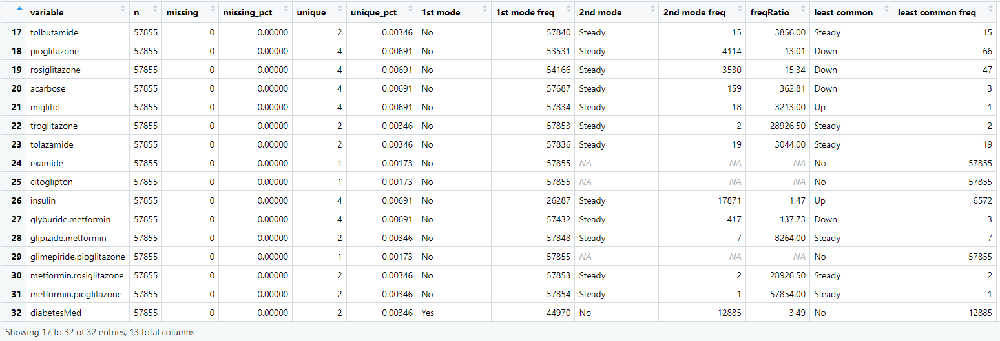 variable n missing missing_pct unique unique_pct 1st mode 1st mode freq 2nd mode 2nd mode freq freqRatio least common least common freq
17 tolbutamide 57855 0 0.00000 2 0.00346 No 57840 Steady 15 3856.00 Steady 15
18 pioglitazone 57855 0 0.00000 4 0.00691 No 53531 Steady 4114 13.01 Down 66
19 rosiglitazone 57855 0 0.00000 4 0.00691 No 54166 Steady 3530 15.34 Down 47
20 acarbose 57855 0 0.00000 4 0.00691 No 57687 Steady 159 362.81 Down 3
21 miglitol 57855 0 0.00000 4 0.00691 No 57834 Steady 18 3213.00 Up 1
22 troglitazone 57855 0 0.00000 2 0.00346 No 57853 Steady 2 28926.50 Steady 2
23 tolazamide 57855 0 0.00000 2 0.00346 No 57836 Steady 19 3044.00 Steady 19
24 examide 57855 0 0.00000 1 0.00173 No 57855 NA NA NA No 57855
25 citoglipton 57855 0 0.00000 1 0.00173 No 57855 NA NA NA No 57855
26 insulin 57855 0 0.00000 4 0.00691 No 26287 Steady 17871 1.47 Up 6572
27 glyburide.metformin 57855 0 0.00000 4 0.00691 No 57432 Steady 417 137.73 Down 3
28 glipizide.metformin 57855 0 0.00000 2 0.00346 No 57848 Steady 7 8264.00 Steady 7
29 glimepiride.pioglitazone 57855 0 0.00000 1 0.00173 No 57855 NA NA NA No 57855
30 metformin.rosiglitazone 57855 0 0.00000 2 0.00346 No 57853 Steady 2 28926.50 Steady 2
31 metformin.pioglitazone 57855 0 0.00000 2 0.00346 No 57854 Steady 1 57854.00 Steady 1
32 diabetesMed 57855 0 0.00000 2 0.00346 Yes 44970 No 12885 3.49 No 12885
Showing 17 to 32 of 32 entries, 13 total columns